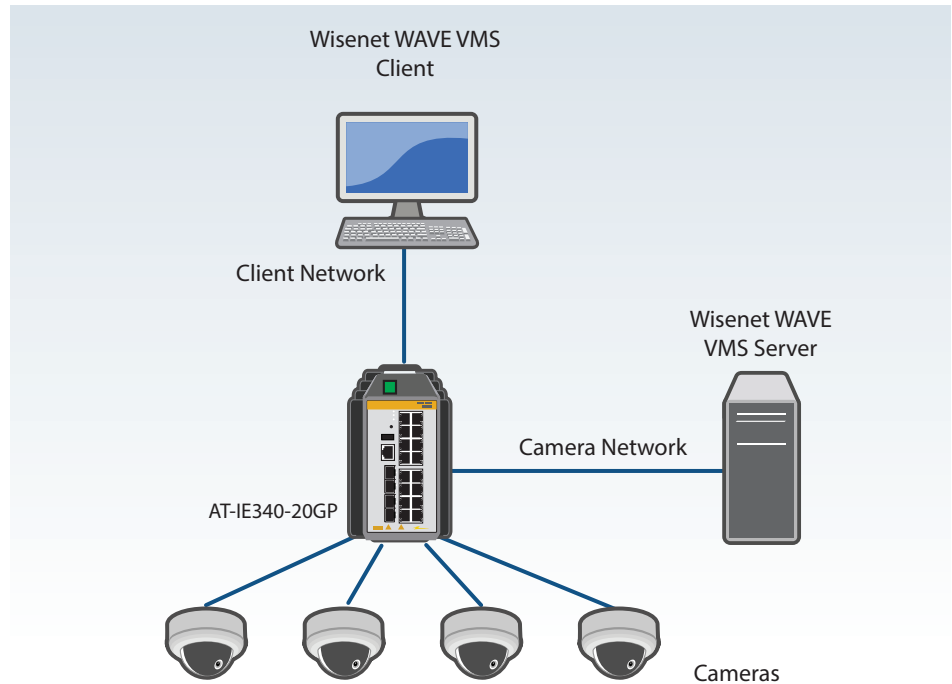 Wisenet WAVE VMS
Client
Client Network
Wisenet WAVE
VMS Server
Camera Network
AT-IE340-20GP
Cameras